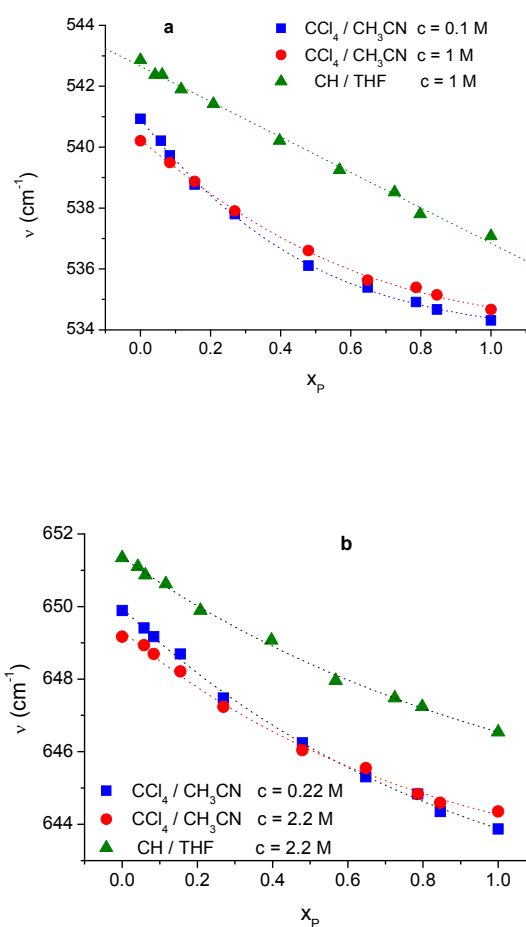 a
CCl4 / CH3CN c = 0.1 M
CCl4 / CH3CN c = 1 M
CH / THF c = 1 M
544
542
540
538
536
534
ν (cm-1)
0.0 0.2 0.4 0.6 0.8 1.0
xP
b
652
650
648
646
644
ν (cm-1)
CCl4 / CH3CN c = 0.22 M
CCl4 / CH3CN c = 2.2 M
CH / THF c = 2.2 M
0.0 0.2 0.4 0.6 0.8 1.0
xP